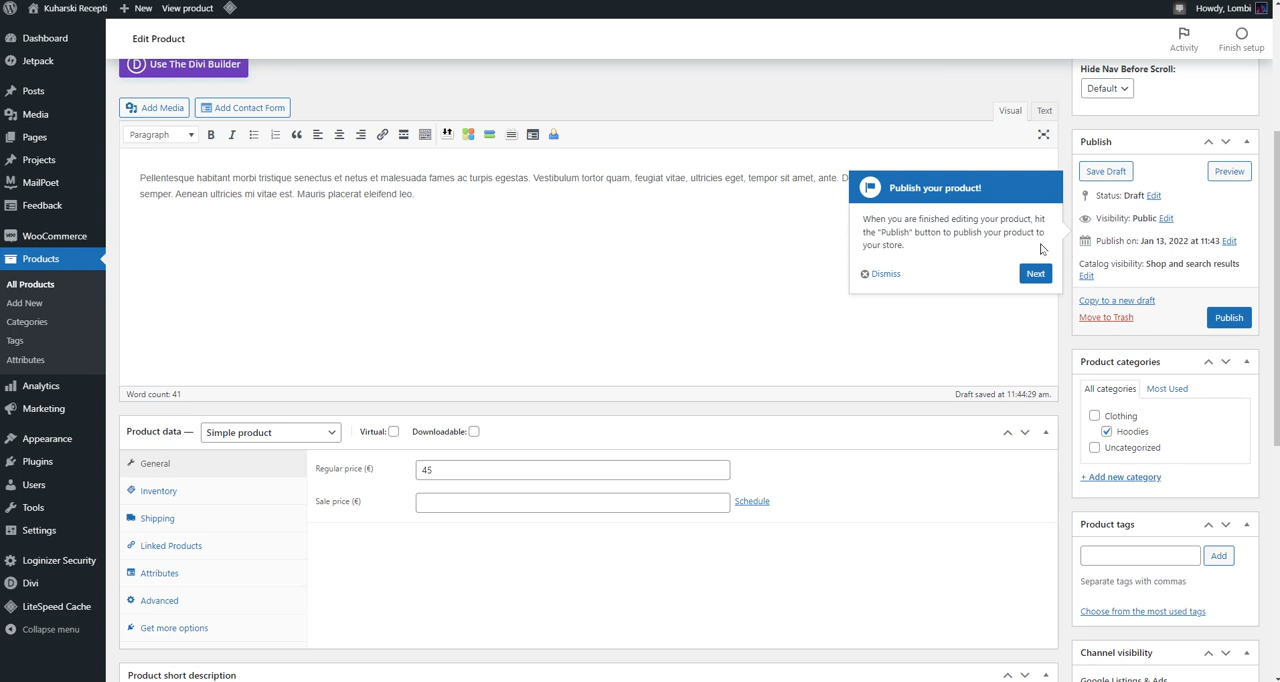 Kuharski Recepti
New
View product
Howdy, Lombi
Dashboard
Jetpack
Posts
Media
Pages
Projects
MailPoet
Feedback
WooCommerce
Products
All Products
Add New
Categories
Tags
Attributes
Analytics
Marketing
Appearance
Plugins
Users
Tools
Settings
Loginizer Security
Divi
LiteSpeed Cache
Collapse menu
Edit Product
Activity
Finish setup
Use The Divi Builder
Add Media
Add Contact Form
Visual
Text
Paragraph
Pellentesque habitant morbi tristique senectus et netus et malesuada fames ac turpis egestas. Vestibulum tortor quam, feugiat vitae, ultricies eget, tempor sit amet, ante. D
semper. Aenean ultricies mi vitae est. Mauris placerat eleifend leo.
Publish your product!
When you are finished editing your product, hit
the "Publish" button to publish your product to
your store.
Dismiss
Next
Word count: 41
Draft saved at 11:44:29 am.
Product data —
Simple product
Virtual:
Downloadable:
General
Inventory
Shipping
Linked Products
Attributes
Advanced
Get more options
Regular price (€)
45
Sale price (€)
Schedule
Product short description
Hide Nav Before Scroll:
Default
Publish
Save Draft
Preview
Status: Draft Edit
Visibility: Public Edit
Publish on: Jan 13, 2022 at 11:43 Edit
Catalog visibility: Shop and search results
Edit
Copy to a new draft
Move to Trash
Publish
Product categories
All categories
Most Used
Clothing
Hoodies
Uncategorized
+ Add new category
Product tags
Add
Separate tags with commas
Choose from the most used tags
Channel visibility
Google Listings & Ads